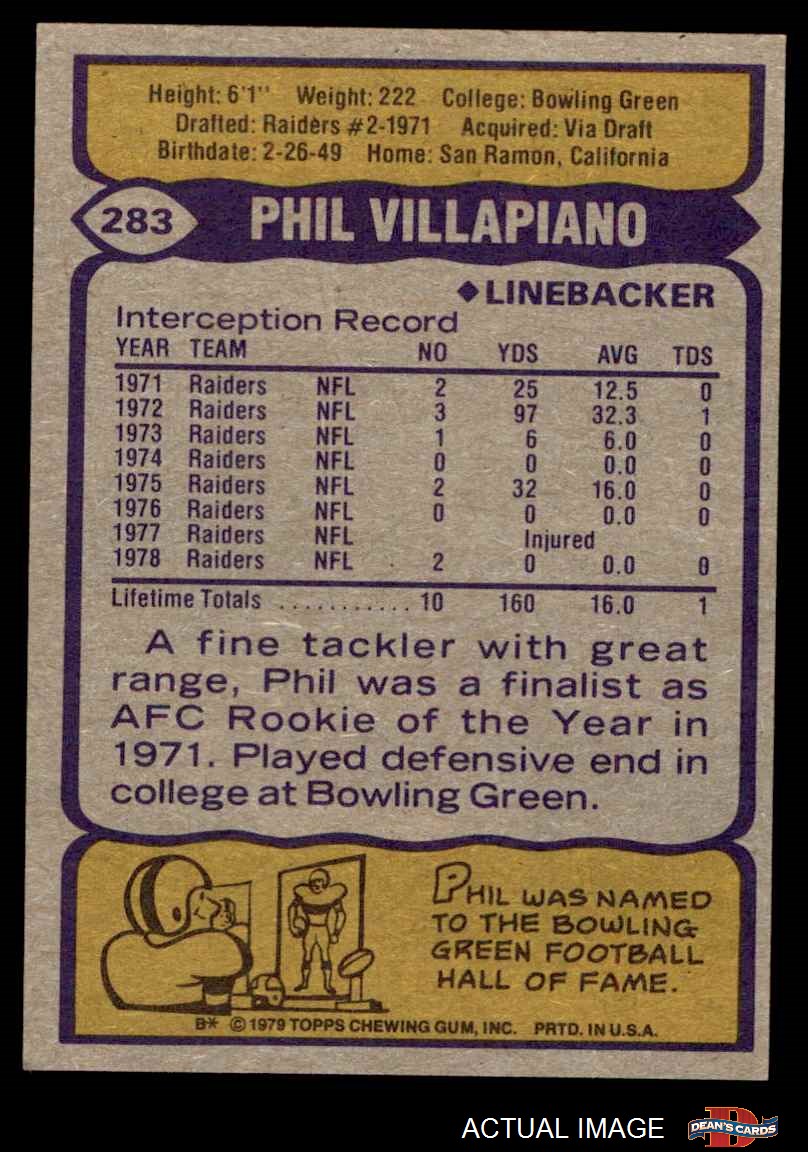 Height: 6'1" Weight: 222 College: Bowling Green
Drafted: Raiders #2-1971 Acquired: Via Draft
Birthdate: 2-26-49 Home: San Ramon, California
283 PHIL VILLAPIANO
◆LINEBACKER
Interception Record
YEAR TEAM NO YDS AVG TDS
1971 Raiders NFL 2 25 12.5 0
1972 Raiders NFL 3 97 32.3 1
1973 Raiders NFL 1 6 6.0 0
1974 Raiders NFL 0 0 0.0 0
1975 Raiders NFL 2 32 16.0 0
1976 Raiders NFL 0 0 0.0 0
1977 Raiders NFL Injured
1978 Raiders NFL 2 0 0.0 0
Lifetime Totals ........... 10 160 16.0 1
A fine tackler with great
range, Phil was a finalist as
AFC Rookie of the Year in
1971. Played defensive end in
college at Bowling Green.
PHIL WAS NAMED
TO THE BOWLING
GREEN FOOTBALL
HALL OF FAME.
B* © 1979 TOPPS CHEWING GUM, INC. PRTD. IN U.S.A.
ACTUAL IMAGE
D DEAN'S CARDS